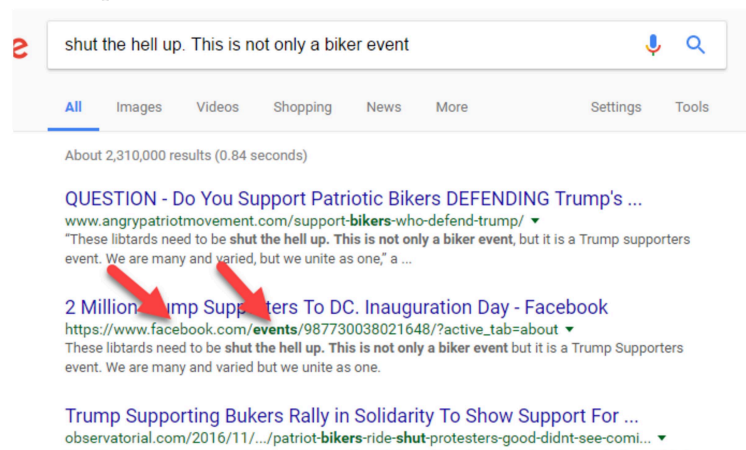 shut the hell up. This is not only a biker event
All Images Videos Shopping News More Settings Tools
About 2,310,000 results (0.84 seconds)
QUESTION - Do You Support Patriotic Bikers DEFENDING Trump's ...
www.angrypatriotmovement.com/support-bikers-who-defend-trump/
“These libtards need to be shut the hell up. This is not only a biker event, but it is a Trump supporters
event. We are many and varied, but we unite as one,” a ...
2 Million Trump Supporters To DC. Inauguration Day - Facebook
https://www.facebook.com/events/987730038021648/?active_tab=about
These libtards need to be shut the hell up. This is not only a biker event but it is a Trump Supporters
event. We are many and varied but we unite as one.
Trump Supporting Bukers Rally in Solidarity To Show Support For ...
observatorial.com/2016/11/.../patriot-bikers-ride-shut-protesters-good-didnt-see-comi...